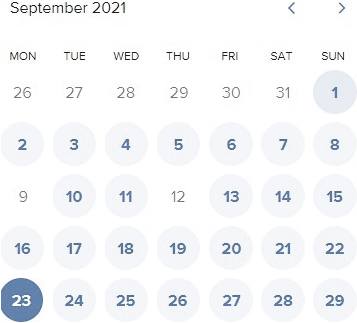 September 2021
MON TUE WED THU FRI SAT SUN
26 27 28 29 30 31 1
2 3 4 5 6 7 8
9 10 11 12 13 14 15
16 17 18 19 20 21 22
23 24 25 26 27 28 29